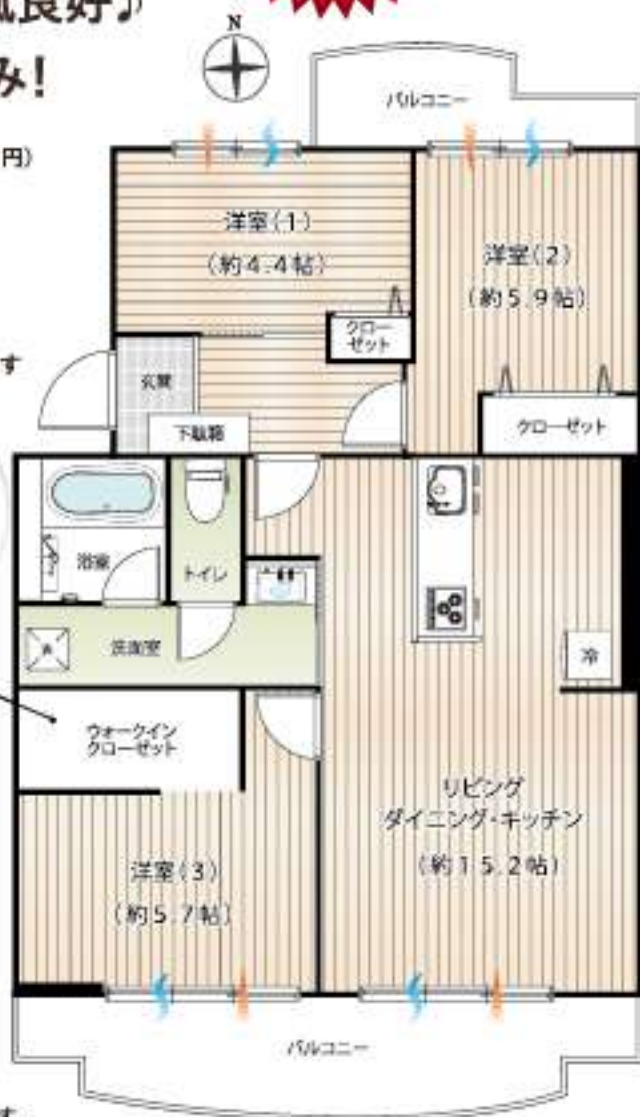 風良好♪
み!
円)
N
バルコニー
洋室(1)
(約4.4帖)
洋室(2)
(約5.9帖)
クロー
ゼット
す
玄関
下駄箱
クローゼット
浴室
トイレ
洗面室
冷
ウォークイン
クローゼット
リビング
ダイニング・キッチン
(約15.2帖)
洋室(3)
(約5.7帖)
バルコニー
す